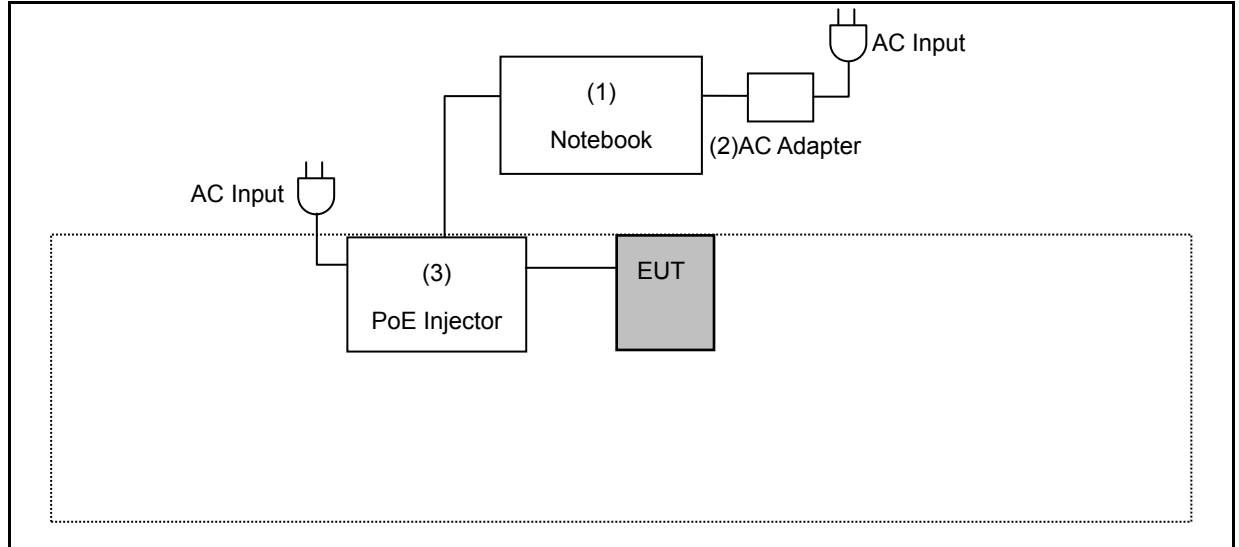 AC Input
(1)
Notebook
(2)AC Adapter
AC Input
(3)
PoE Injector
EUT